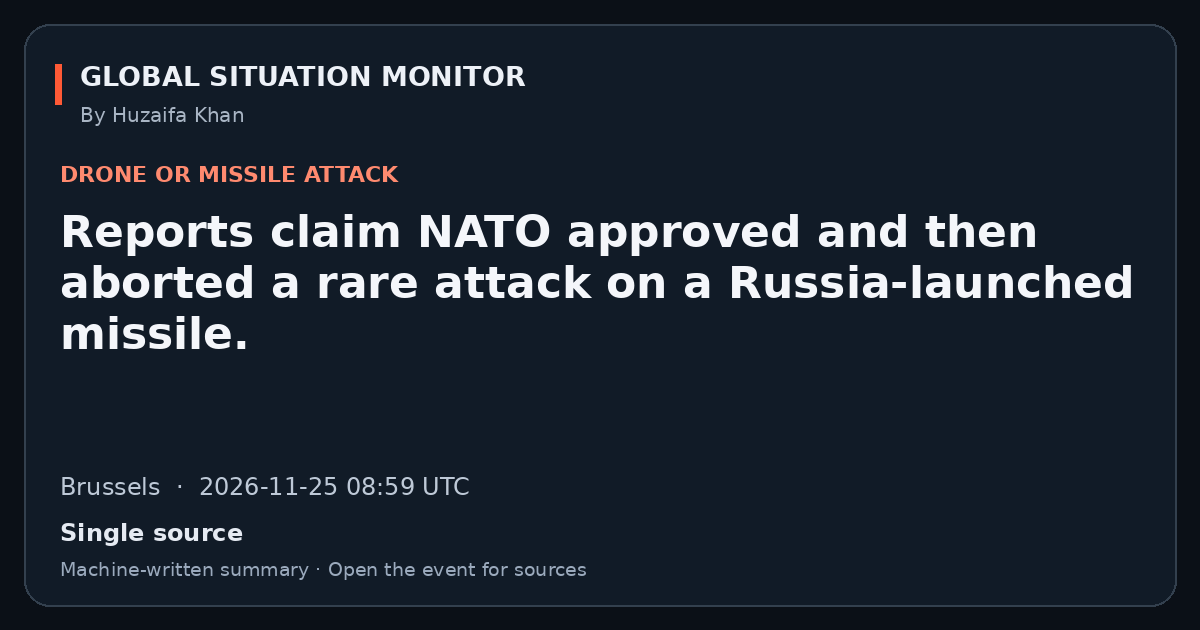 GLOBAL SITUATION MONITOR
By Huzaifa Khan
DRONE OR MISSILE ATTACK
Reports claim NATO approved and then
aborted a rare attack on a Russia-launched
missile.
Brussels · 2026-11-25 08:59 UTC
Single source
Machine-written summary · Open the event for sources